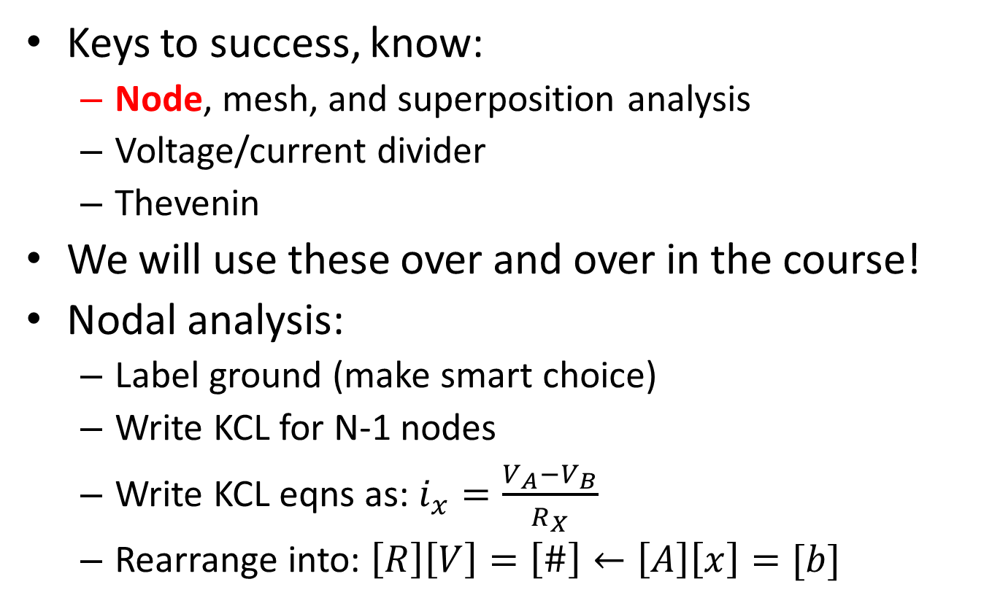 • Keys to success, know:
– Node, mesh, and superposition analysis
– Voltage/current divider
– Thevenin
• We will use these over and over in the course!
• Nodal analysis:
– Label ground (make smart choice)
– Write KCL for N-1 nodes
– Write KCL eqns as: i_x = (V_A−V_B)/R_X
– Rearrange into: [R][V] = [#] ← [A][x] = [b]